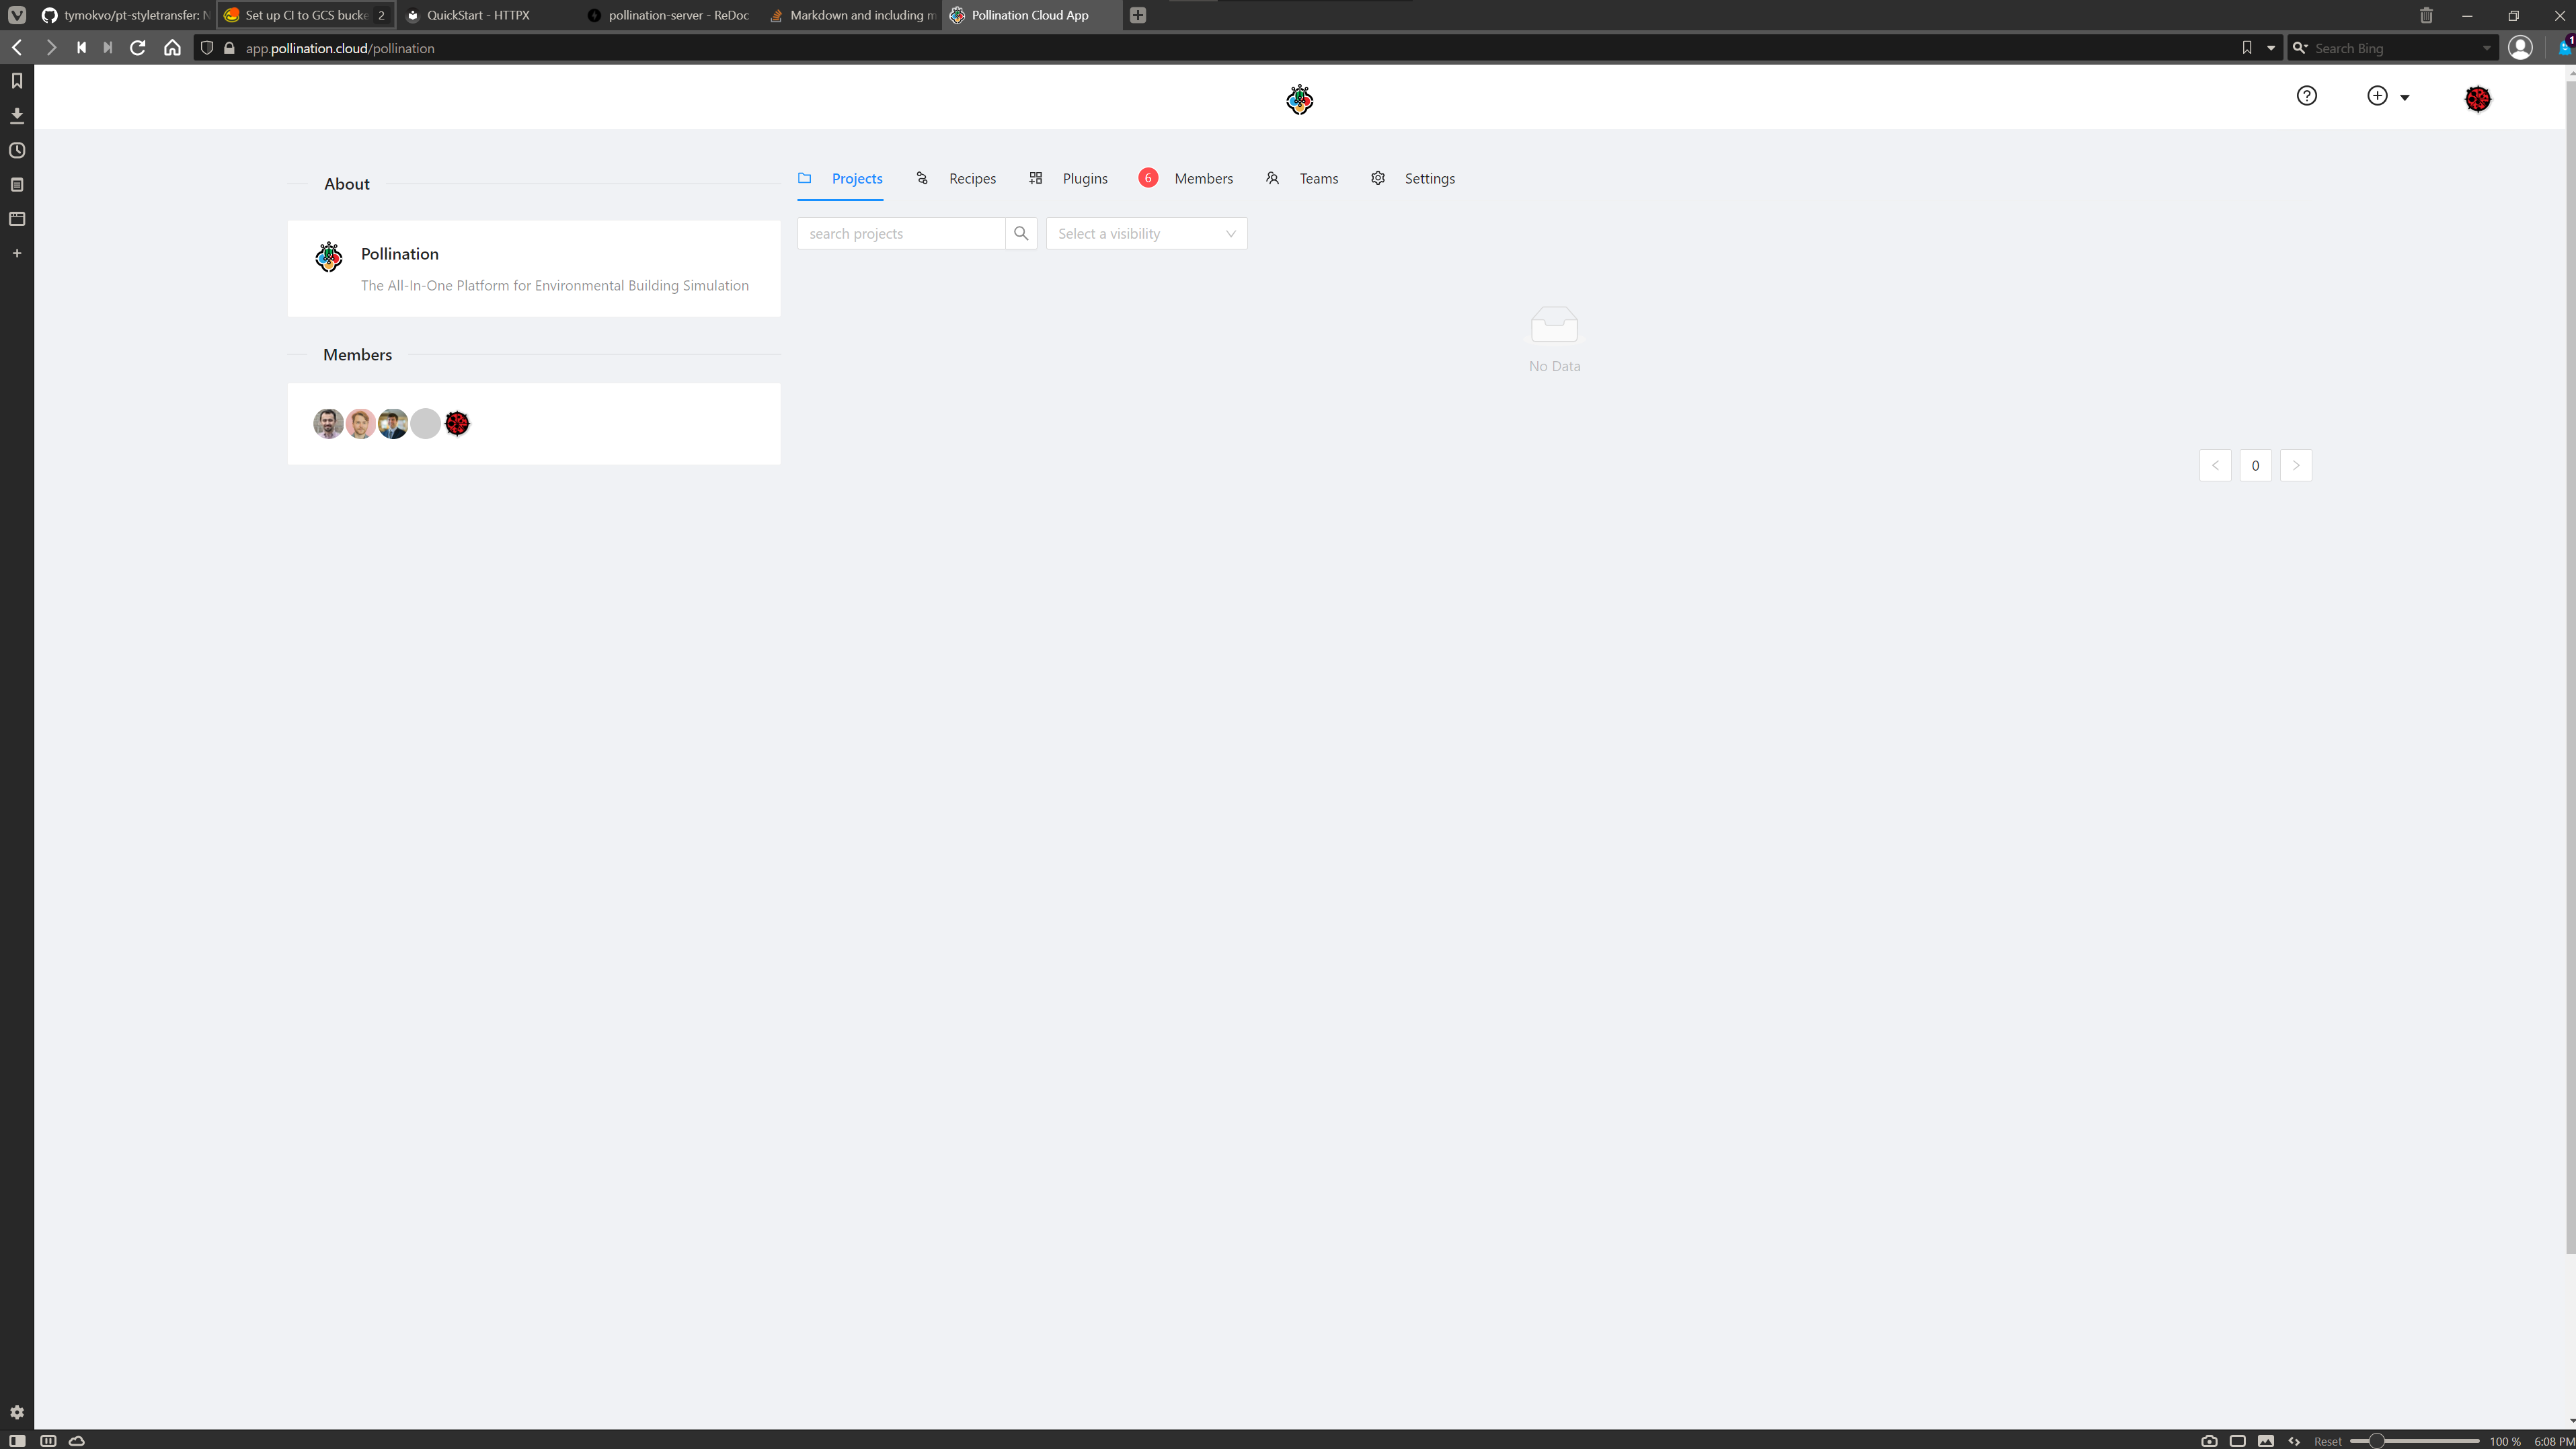 tymokvo/pt-styletransfer: N
Set up CI to GCS bucke 2
QuickStart - HTTPX
pollination-server - ReDoc
Markdown and including m
Pollination Cloud App
app.pollination.cloud/pollination
Search Bing
1
About
Projects
Recipes
Plugins
6
Members
Teams
Settings
search projects
Select a visibility
Pollination
The All-In-One Platform for Environmental Building Simulation
No Data
Members
0
Reset
100 %
6:08 PM